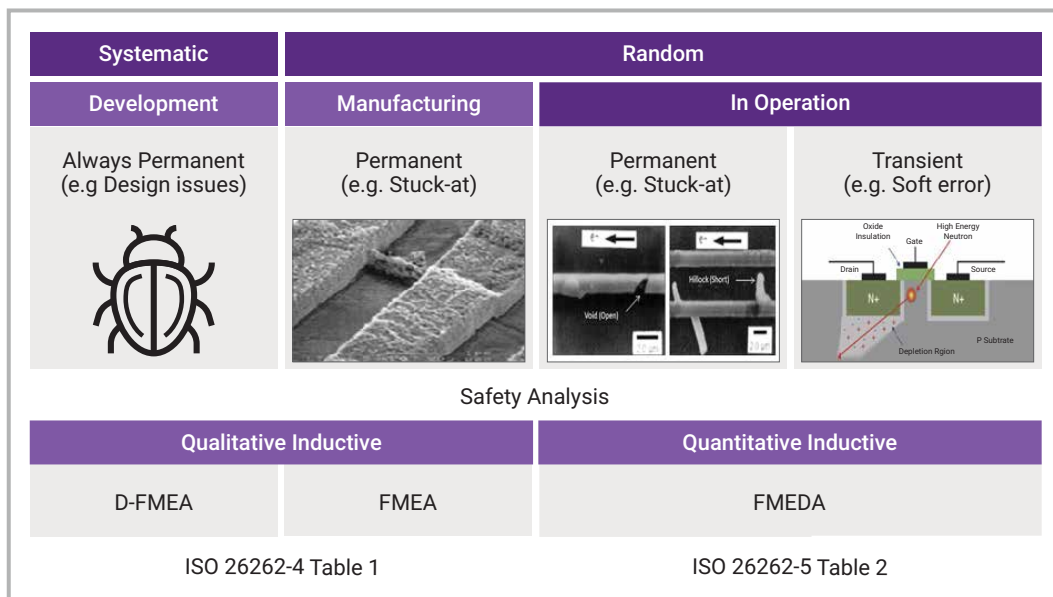 Systematic
Random
Development
Manufacturing
In Operation
Always Permanent
(e.g Design issues)
Permanent
(e.g. Stuck-at)
Permanent
(e.g. Stuck-at)
Transient
(e.g. Soft error)
e-
Void (Open)
e-
Hillock (Short)
Oxide
Insulation
Gate
High Energy
Neutron
Drain
Source
N+
N+
P Subtrate
Depletion Rgion
Safety Analysis
Qualitative Inductive
Quantitative Inductive
D-FMEA
FMEA
FMEDA
ISO 26262-4 Table 1
ISO 26262-5 Table 2